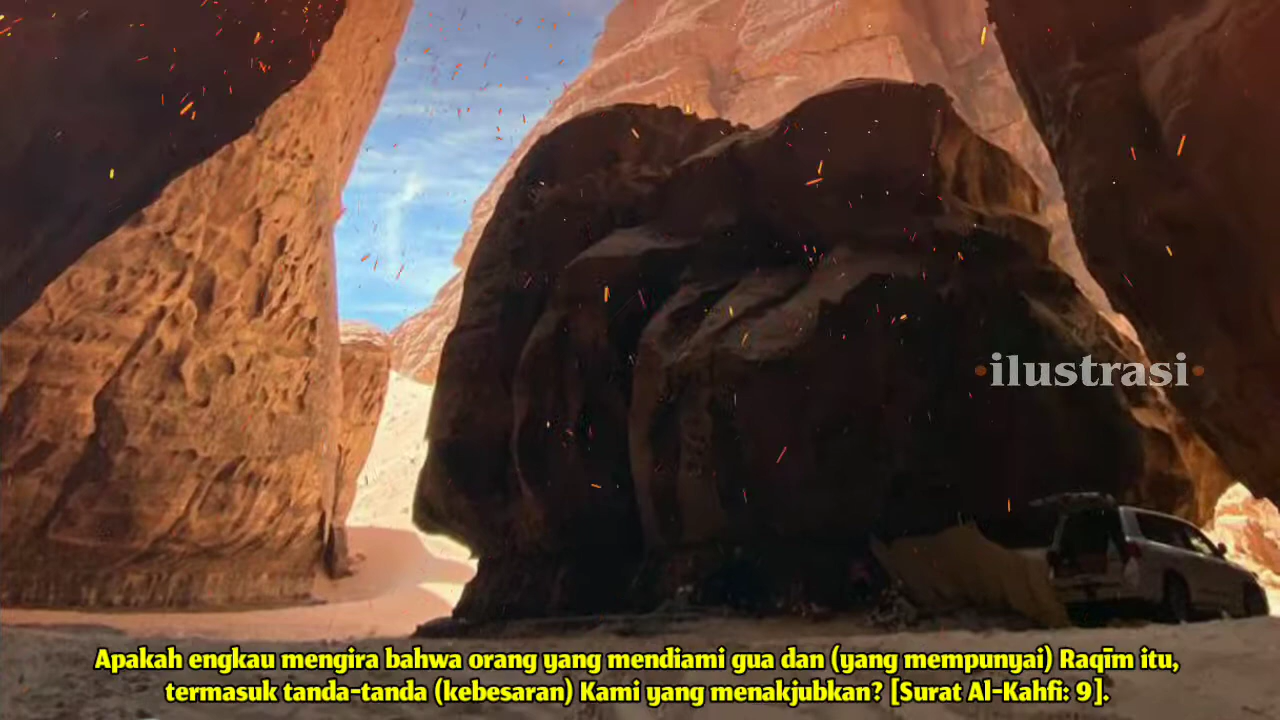 •ilustrasi•
Apakah engkau mengira bahwa orang yang mendiami gua dan (yang mempunyai) Raqīm itu,
termasuk tanda-tanda (kebesaran) Kami yang menakjubkan? [Surat Al-Kahfi: 9].